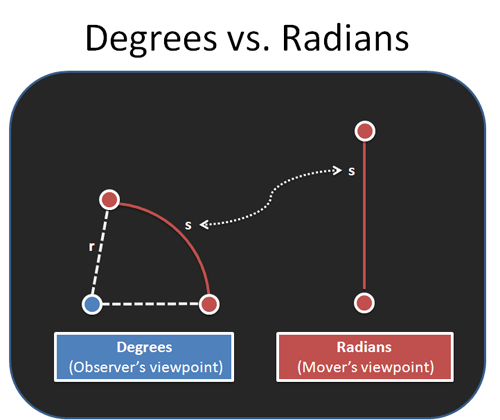 Degrees vs. Radians
s
s
r
Degrees
(Observer's viewpoint)
Radians
(Mover's viewpoint)